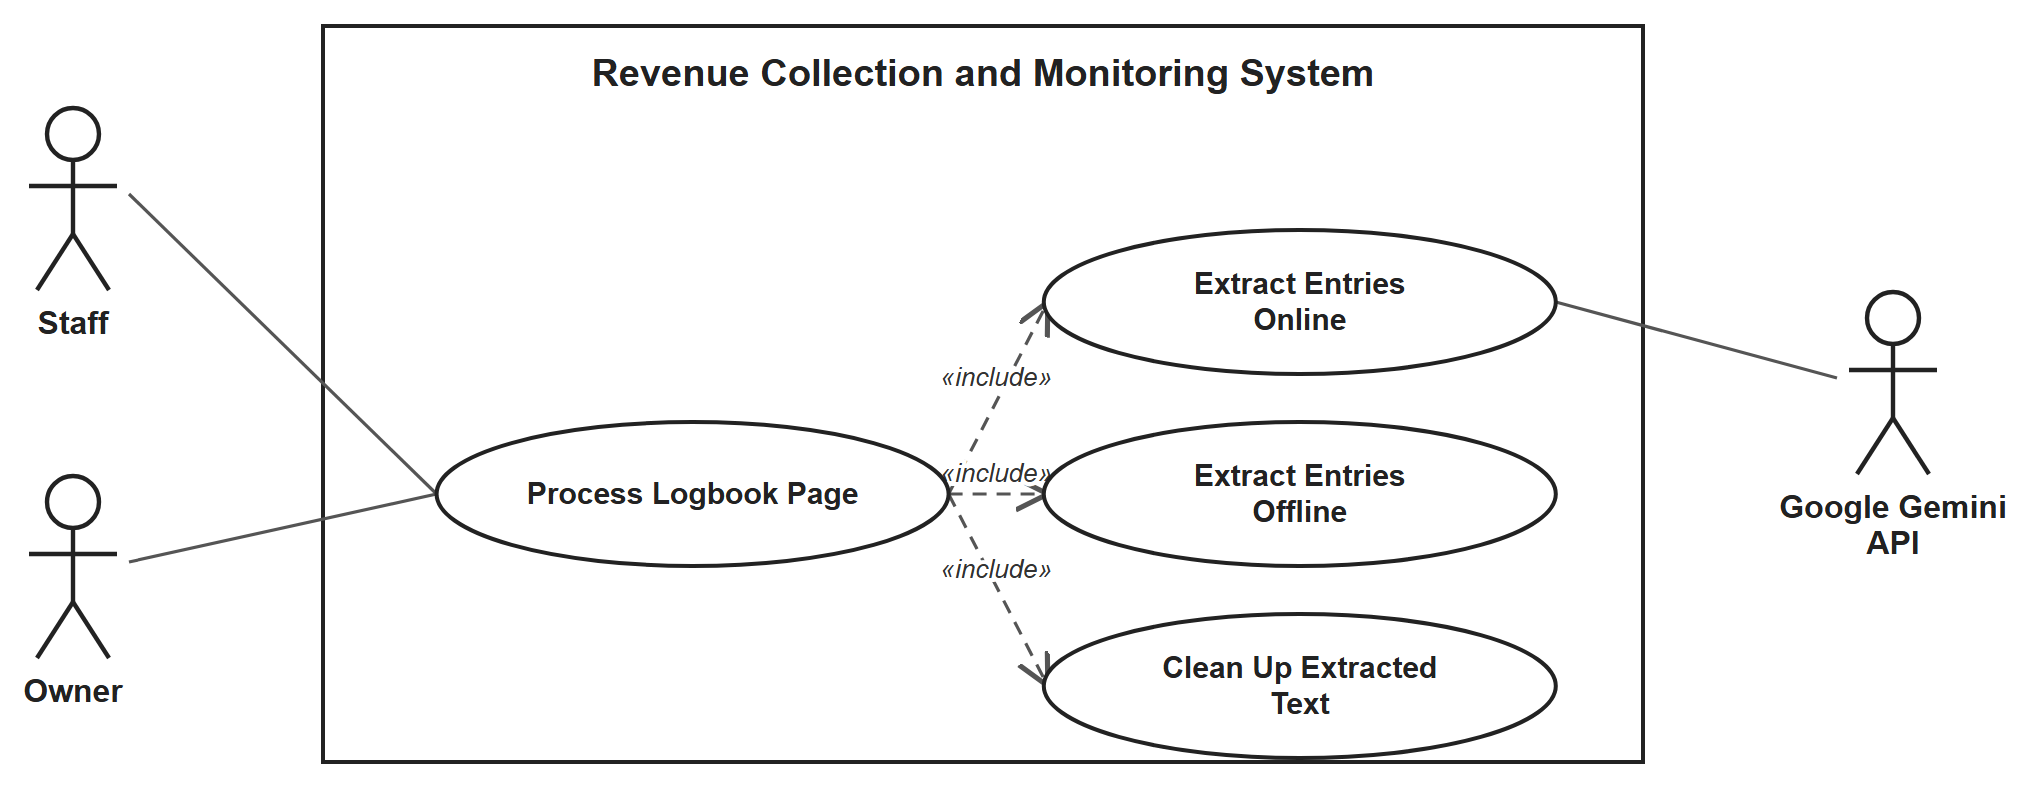 Revenue Collection and Monitoring System
Staff
Owner
Process Logbook Page
«include»
«include»
«include»
Extract Entries
Online
Extract Entries
Offline
Clean Up Extracted
Text
Google Gemini
API